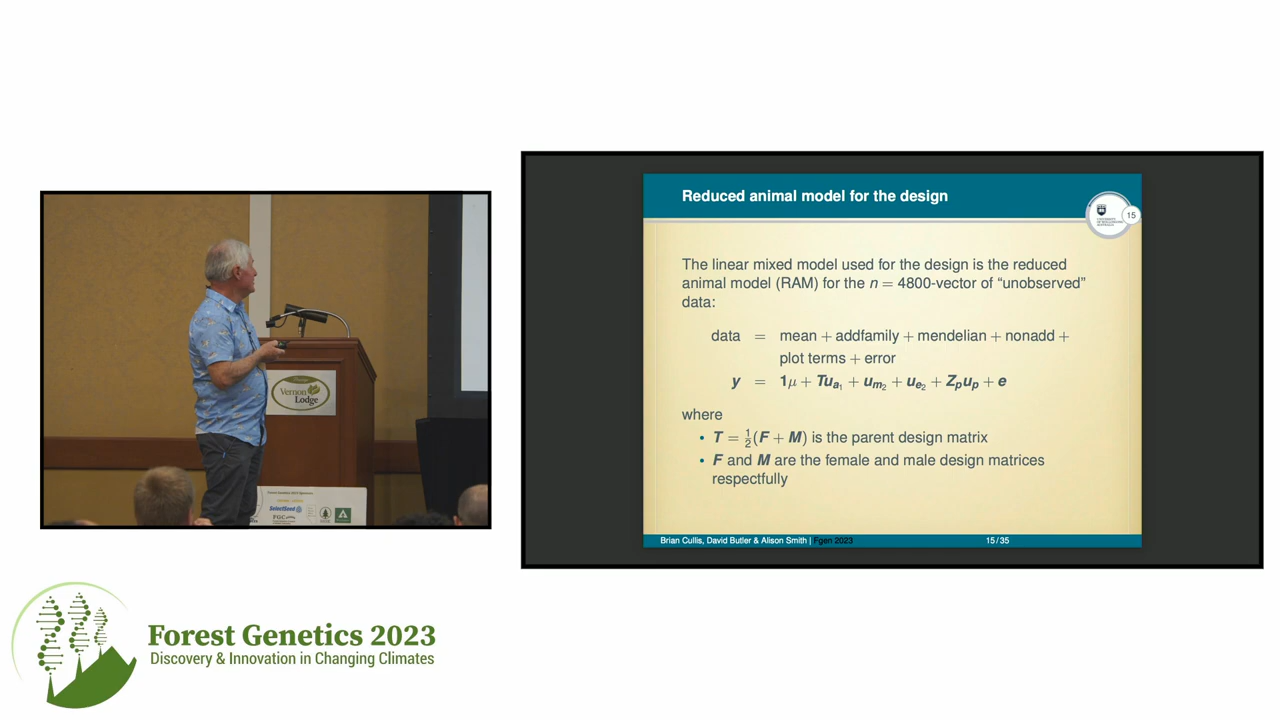 Reduced animal model for the design
15
The linear mixed model used for the design is the reduced
animal model (RAM) for the n = 4800-vector of “unobserved”
data:
data = mean + addfamily + mendelian + nonadd +
plot terms + error
y = 1μ + Tu_a₁ + u_m₂ + u_e₂ + Z_p u_p + e
where
• T = ½(F + M) is the parent design matrix
• F and M are the female and male design matrices
respectfully
Brian Cullis, David Butler & Alison Smith | Fgen 2023
15/35
Vernon
Lodge
SelectSeed
FGC
Forest Genetics 2023
Discovery & Innovation in Changing Climates